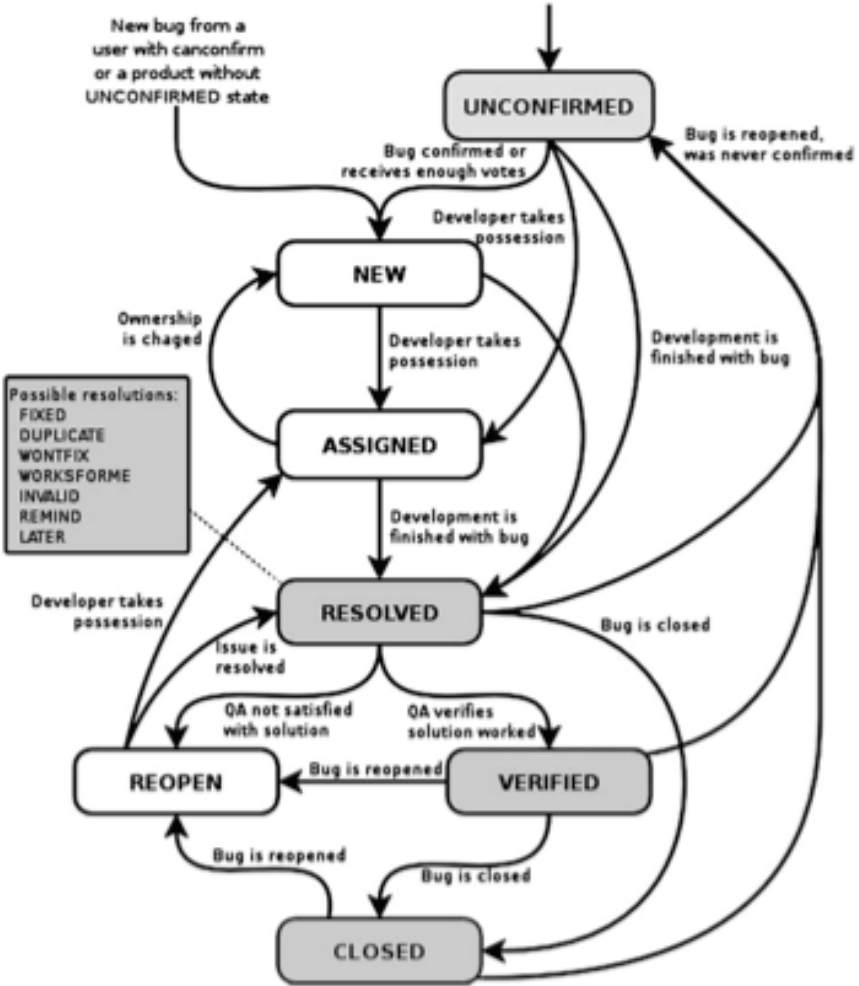 New bug from a
user with canconfirm
or a product without
UNCONFIRMED state
UNCONFIRMED
Bug is reopened,
was never confirmed
Bug confirmed or
receives enough votes
Developer takes
possession
NEW
Ownership
is chaged
Developer takes
possession
Development is
finished with bug
Possible resolutions:
FIXED
DUPLICATE
WONTFIX
WORKSFORME
INVALID
REMIND
LATER
ASSIGNED
Development is
finished with bug
Developer takes
possession
RESOLVED
Bug is closed
Issue is
resolved
QA not satisfied
with solution
QA verifies
solution worked
REOPEN
Bug is reopened
VERIFIED
Bug is reopened
Bug is closed
CLOSED